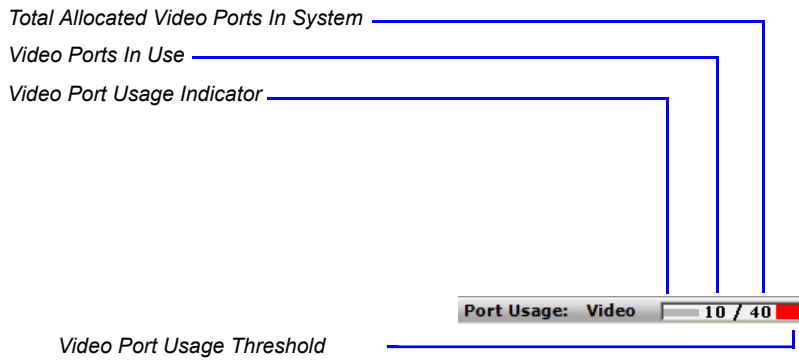 Total Allocated Video Ports In System
Video Ports In Use
Video Port Usage Indicator
Port Usage: Video 10 / 40
Video Port Usage Threshold